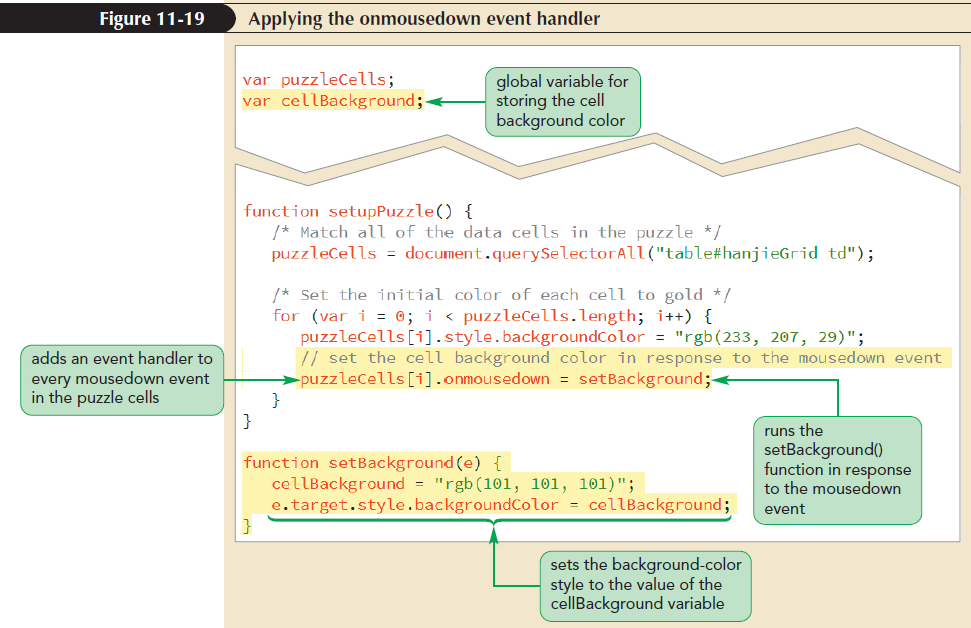 Figure 11-19
Applying the onmousedown event handler
var puzzleCells;
var cellBackground;
global variable for
storing the cell
background color
function setupPuzzle() {
/* Match all of the data cells in the puzzle */
puzzleCells = document.querySelectorAll("table#hanjieGrid td");
/* Set the initial color of each cell to gold */
for (var i = 0; i < puzzleCells.length; i++) {
puzzleCells[i].style.backgroundColor = "rgb(233, 207, 29)";
// set the cell background color in response to the mousedown event
puzzleCells[i].onmousedown = setBackground;
}
}
adds an event handler to
every mousedown event
in the puzzle cells
runs the
setBackground()
function in response
to the mousedown
event
function setBackground(e) {
cellBackground = "rgb(101, 101, 101)";
e.target.style.backgroundColor = cellBackground;
}
sets the background-color
style to the value of the
cellBackground variable